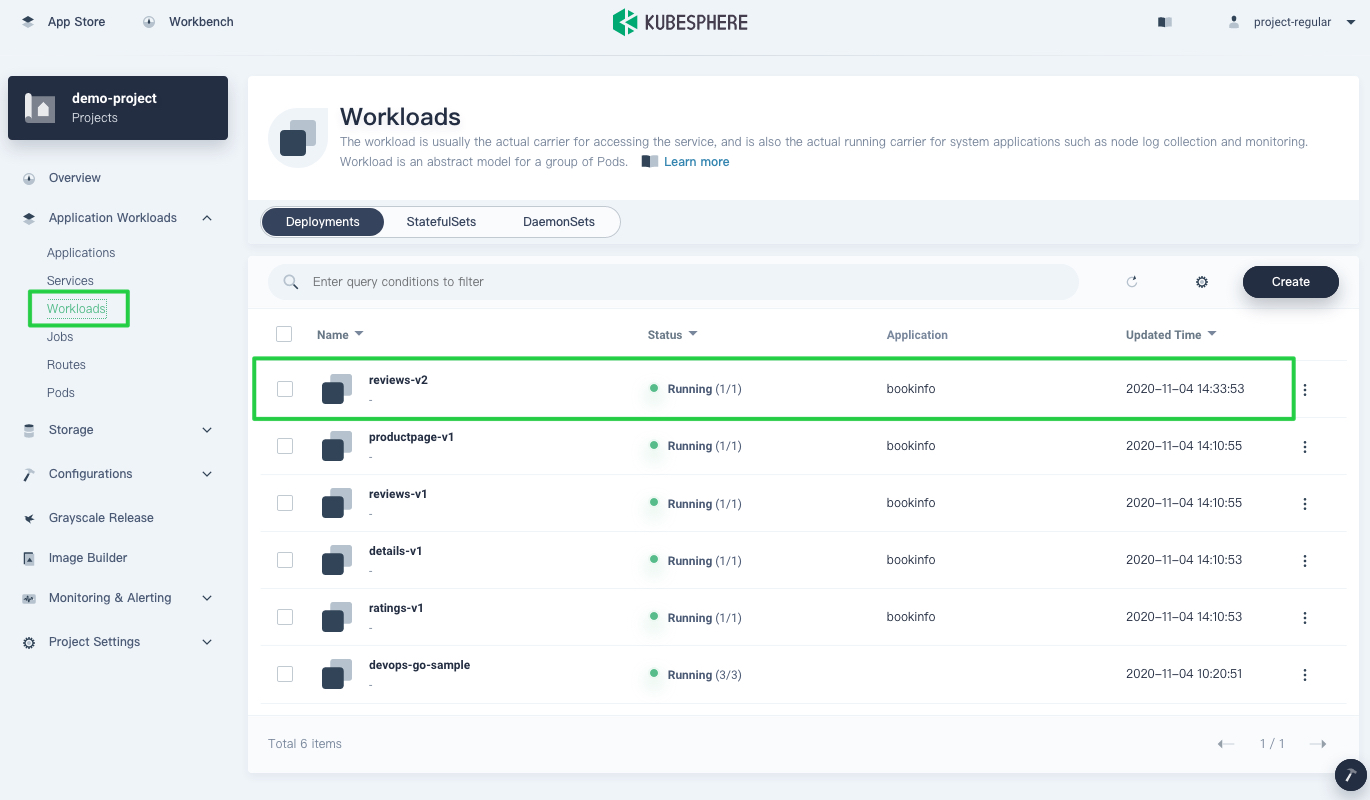 App Store
Workbench
KUBESPHERE
project-regular
demo-project
Projects
Overview
Application Workloads
Applications
Services
Workloads
Jobs
Routes
Pods
Storage
Configurations
Grayscale Release
Image Builder
Monitoring & Alerting
Project Settings
Workloads
The workload is usually the actual carrier for accessing the service, and is also the actual running carrier for system applications such as node log collection and monitoring.
Workload is an abstract model for a group of Pods. Learn more
Deployments StatefulSets DaemonSets
Enter query conditions to filter
Create
Name Status Application Updated Time
reviews-v2
-
Running (1/1) bookinfo 2020-11-04 14:33:53
productpage-v1
-
Running (1/1) bookinfo 2020-11-04 14:10:55
reviews-v1
-
Running (1/1) bookinfo 2020-11-04 14:10:55
details-v1
-
Running (1/1) bookinfo 2020-11-04 14:10:53
ratings-v1
-
Running (1/1) bookinfo 2020-11-04 14:10:53
devops-go-sample
-
Running (3/3) 2020-11-04 10:20:51
Total 6 items
1 / 1